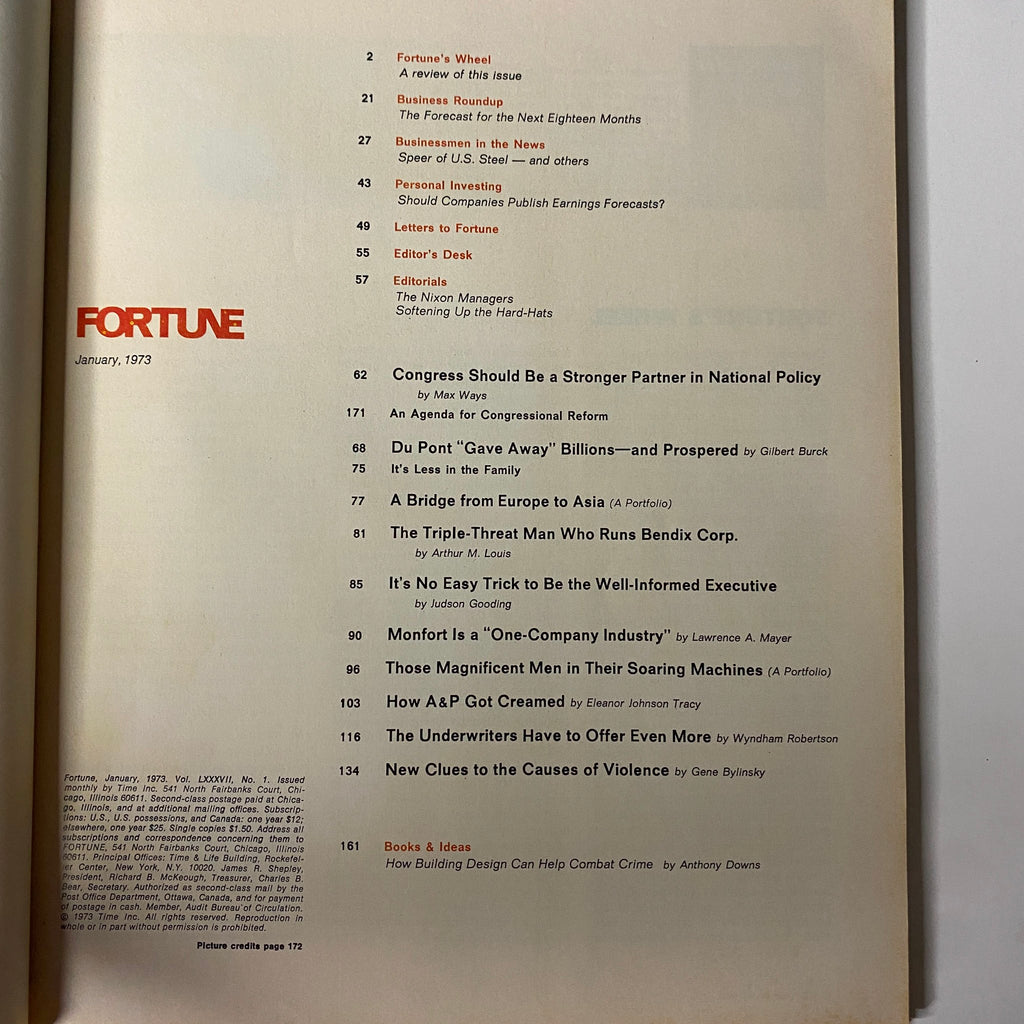 2 Fortune's Wheel
A review of this issue
21 Business Roundup
The Forecast for the Next Eighteen Months
27 Businessmen in the News
Speer of U.S. Steel — and others
43 Personal Investing
Should Companies Publish Earnings Forecasts?
49 Letters to Fortune
55 Editor's Desk
57 Editorials
The Nixon Managers
Softening Up the Hard-Hats
FORTUNE
January, 1973
62 Congress Should Be a Stronger Partner in National Policy
by Max Ways
171 An Agenda for Congressional Reform
68 Du Pont “Gave Away” Billions—and Prospered by Gilbert Burck
75 It's Less in the Family
77 A Bridge from Europe to Asia (A Portfolio)
81 The Triple-Threat Man Who Runs Bendix Corp.
by Arthur M. Louis
85 It's No Easy Trick to Be the Well-Informed Executive
by Judson Gooding
90 Monfort Is a “One-Company Industry” by Lawrence A. Mayer
96 Those Magnificent Men in Their Soaring Machines (A Portfolio)
103 How A&P Got Creamed by Eleanor Johnson Tracy
116 The Underwriters Have to Offer Even More by Wyndham Robertson
134 New Clues to the Causes of Violence by Gene Bylinsky
161 Books & Ideas
How Building Design Can Help Combat Crime by Anthony Downs
Fortune, January, 1973. Vol. LXXXVII, No. 1. Issued
monthly by Time Inc. 541 North Fairbanks Court, Chi-
cago, Illinois 60611. Second-class postage paid at Chica-
go, Illinois, and at additional mailing offices. Subscrip-
tions: U.S., U.S. possessions, and Canada: one year $12;
elsewhere, one year $25. Single copies $1.50. Address all
subscriptions and correspondence concerning them to
FORTUNE, 541 North Fairbanks Court, Chicago, Illinois
60611. Principal Offices: Time & Life Building, Rockefel-
ler Center, New York, N.Y. 10020. James R. Shepley,
President, Richard B. McKeough, Treasurer, Charles B.
Bear, Secretary. Authorized as second-class mail by the
Post Office Department, Ottawa, Canada, and for payment
of postage in cash. Member, Audit Bureau of Circulation.
© 1973 Time Inc. All rights reserved. Reproduction in
whole or in part without permission is prohibited.
Picture credits page 172